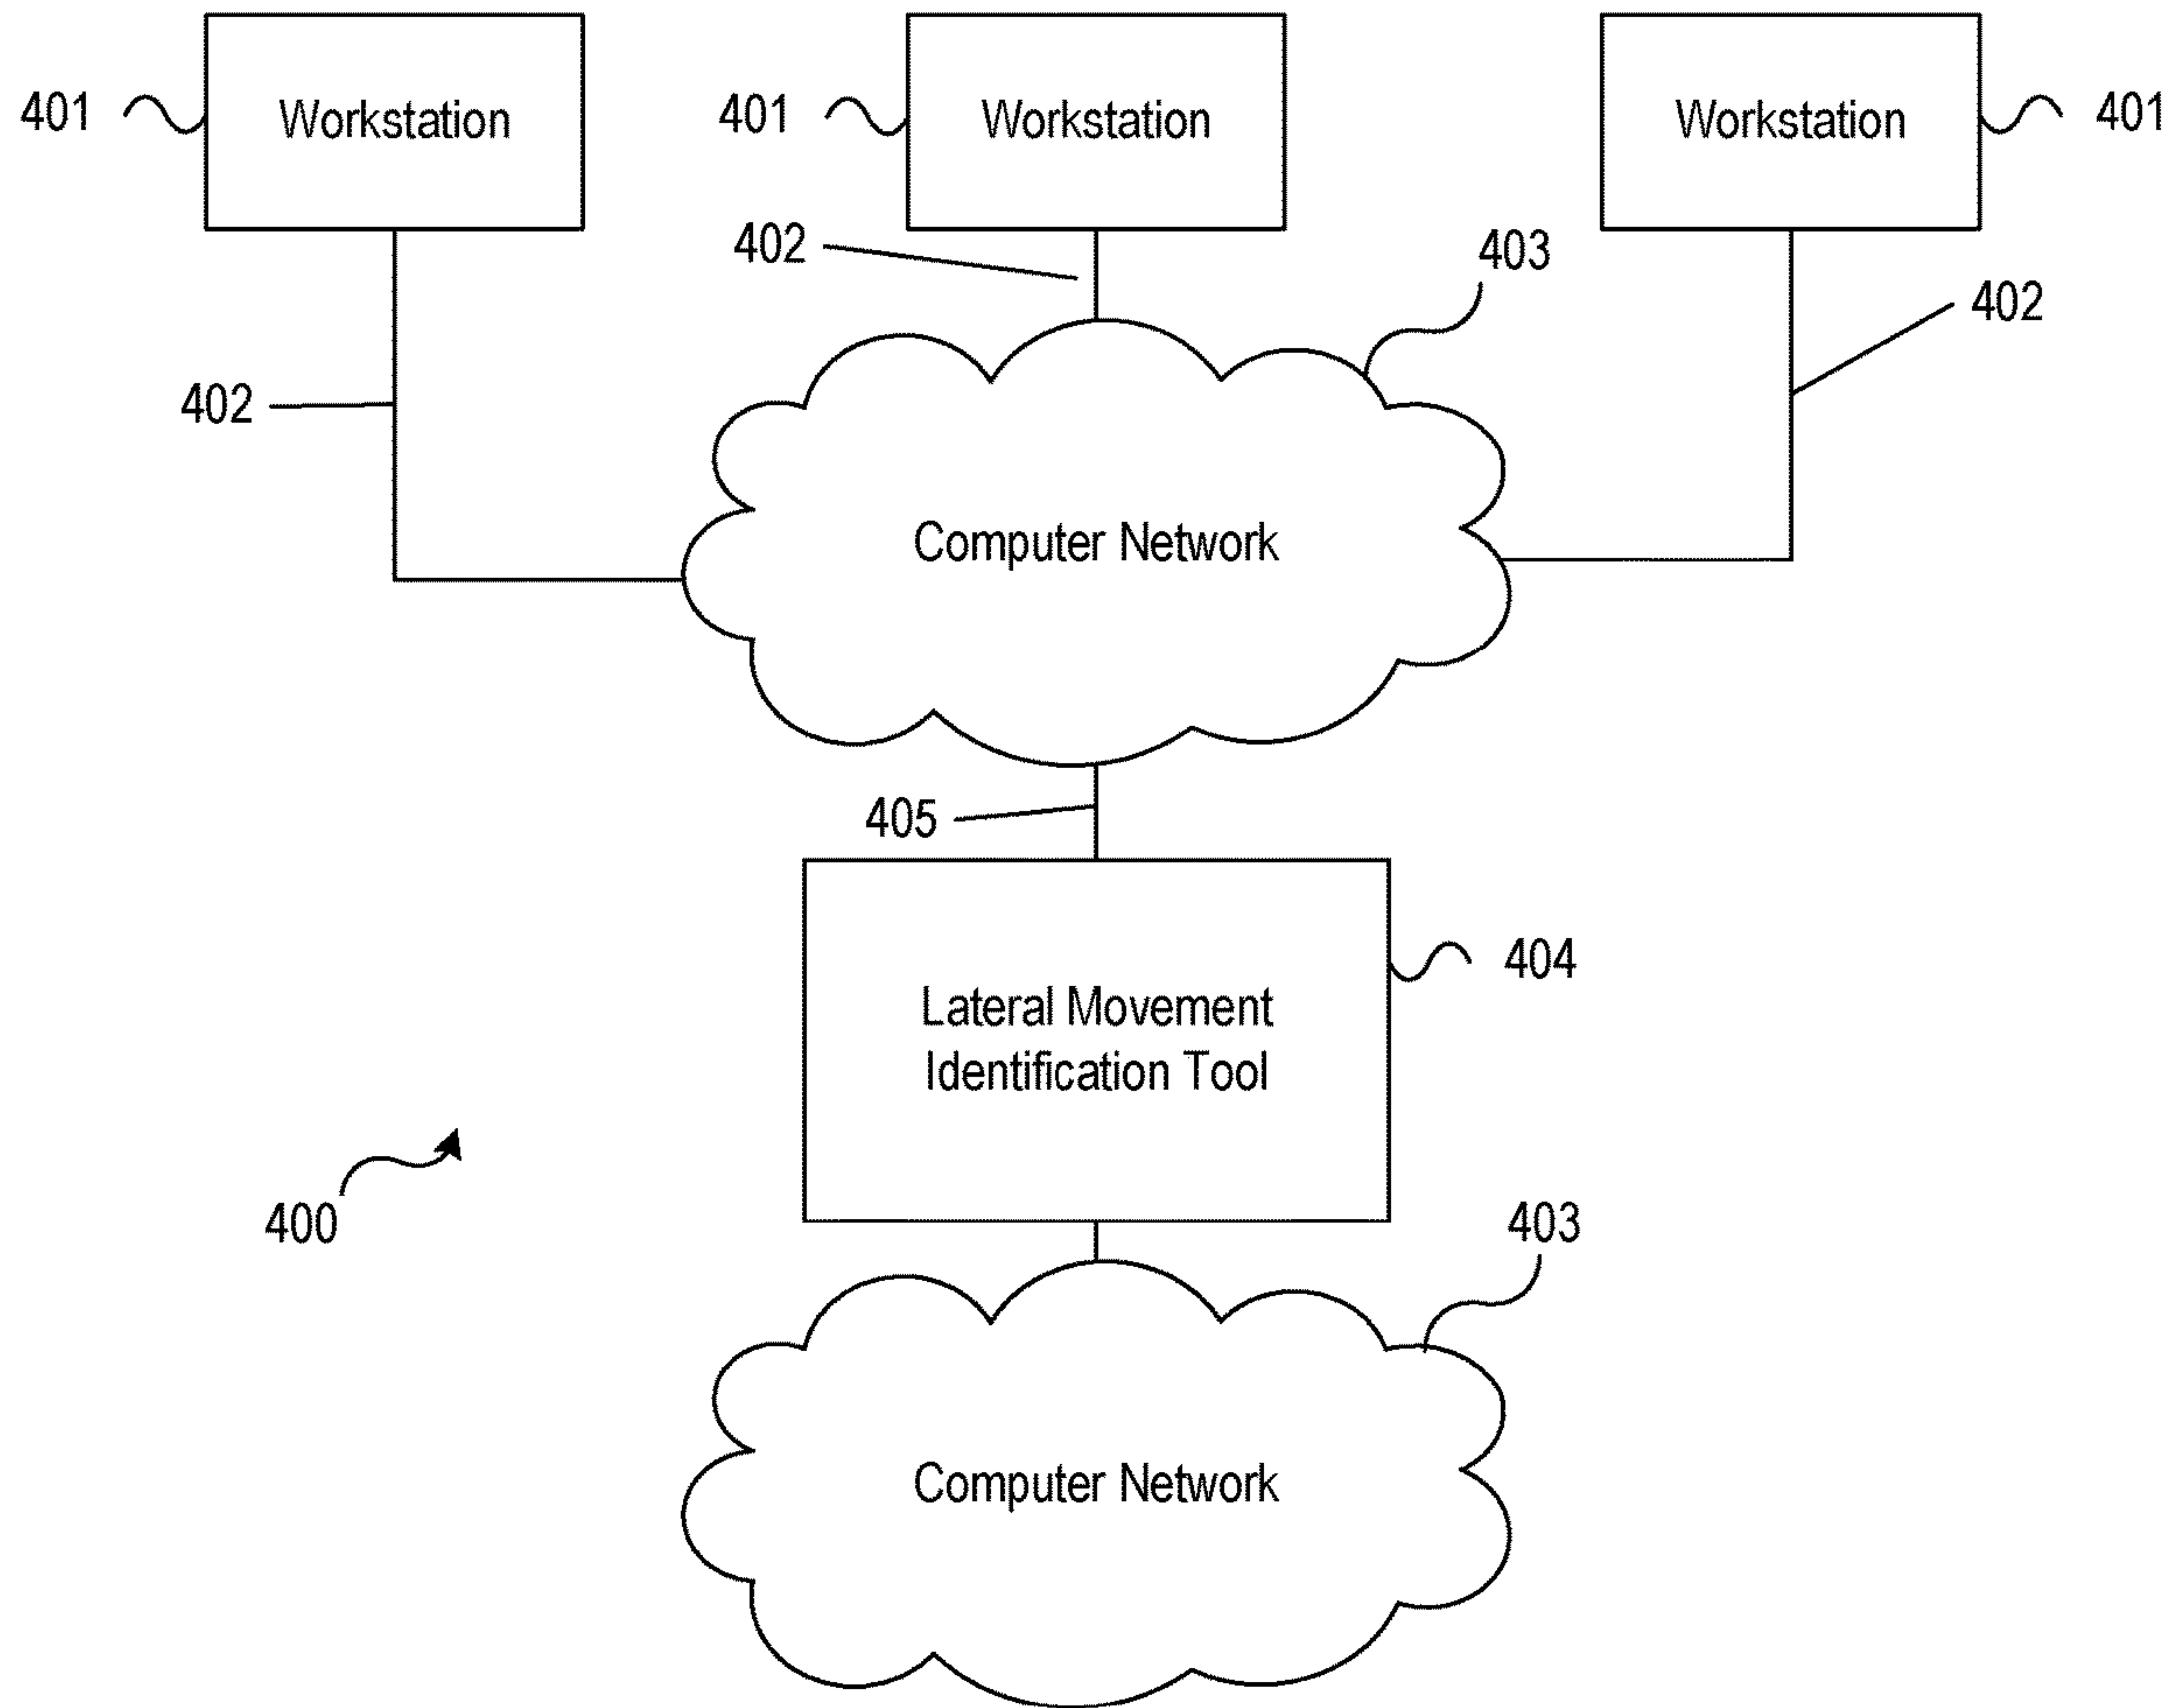 401
Workstation
401
Workstation
Workstation
401
402
403
402
402
Computer Network
405
404
Lateral Movement
Identification Tool
400
403
Computer Network